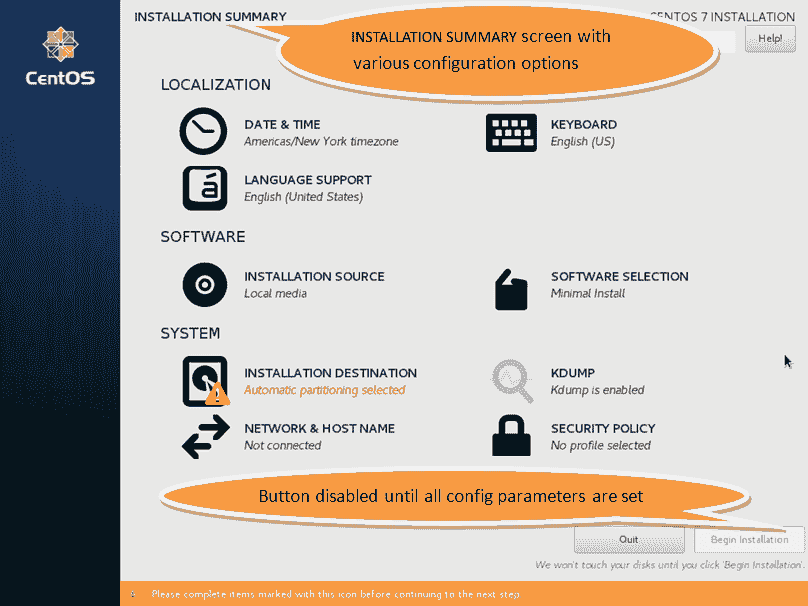 INSTALLATION SUMMARY
CENTOS 7 INSTALLATION
Help!
INSTALLATION SUMMARY screen with
various configuration options
CentOS
LOCALIZATION
DATE & TIME
Americas/New York timezone
KEYBOARD
English (US)
LANGUAGE SUPPORT
English (United States)
SOFTWARE
INSTALLATION SOURCE
Local media
SOFTWARE SELECTION
Minimal Install
SYSTEM
INSTALLATION DESTINATION
Automatic partitioning selected
KDUMP
Kdump is enabled
NETWORK & HOST NAME
Not connected
SECURITY POLICY
No profile selected
Button disabled until all config parameters are set
Quit
Begin Installation
We won't touch your disks until you click 'Begin Installation'.
Please complete items marked with this icon before continuing to the next step.